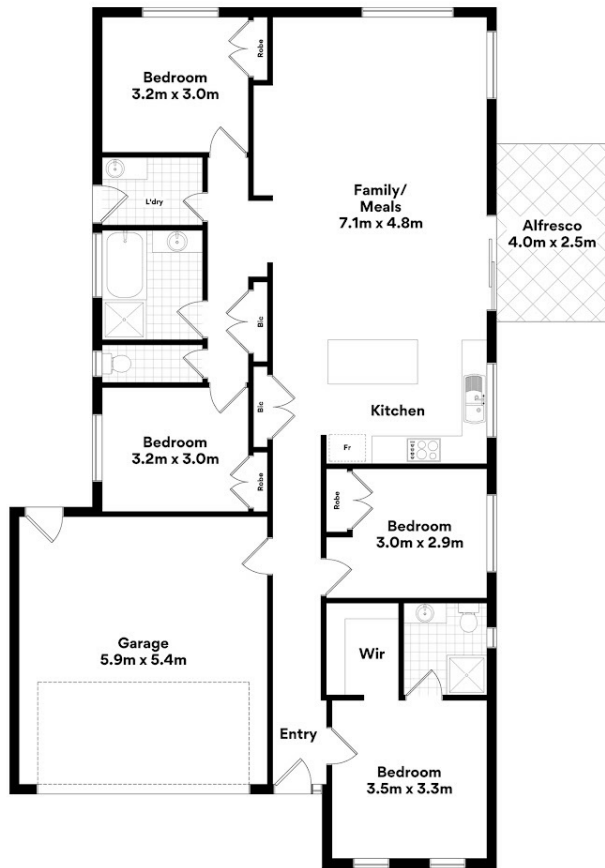 Bedroom
3.2m x 3.0m
Robe
L'dry
Family/
Meals
7.1m x 4.8m
Alfresco
4.0m x 2.5m
Bic
Bic
Kitchen
Fr
Bedroom
3.2m x 3.0m
Robe
Robe
Bedroom
3.0m x 2.9m
Garage
5.9m x 5.4m
Wir
Entry
Bedroom
3.5m x 3.3m